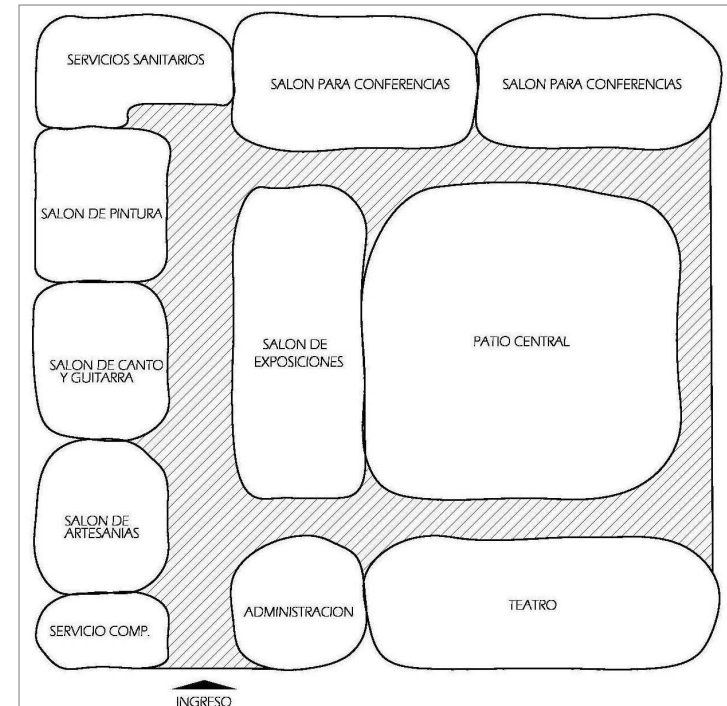 SERVICIOS SANITARIOS
SALON PARA CONFERENCIAS
SALON PARA CONFERENCIAS
SALON DE PINTURA
SALON DE CANTO
Y GUITARRA
SALON DE
EXPOSICIONES
PATIO CENTRAL
SALON DE
ARTESANIAS
SERVICIO COMP.
ADMINISTRACION
TEATRO
INGRESO